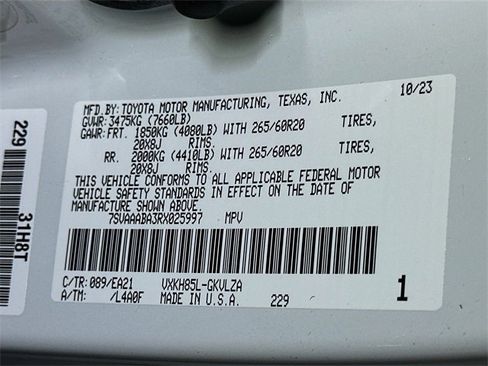 MFD.BY: TOYOTA MOTOR MANUFACTURING, TEXAS, INC. 10/23
GVWR: 3475KG (7660LB)
GAWR: FRT. 1850KG (4080LB) WITH 265/60R20 TIRES,
20X8J RIMS.
RR. 2000KG (4410LB) WITH 265/60R20 TIRES,
20X8J RIMS.
THIS VEHICLE CONFORMS TO ALL APPLICABLE FEDERAL MOTOR
VEHICLE SAFETY STANDARDS IN EFFECT ON THE DATE OF
MANUFACTURE SHOWN ABOVE.
7SVAAABA3RX025997 MPV
C/TR: 089/EA21 VXKH85L-GKVLZA
A/TM: /L4A0F MADE IN U.S.A. 229 1
229 31H8T